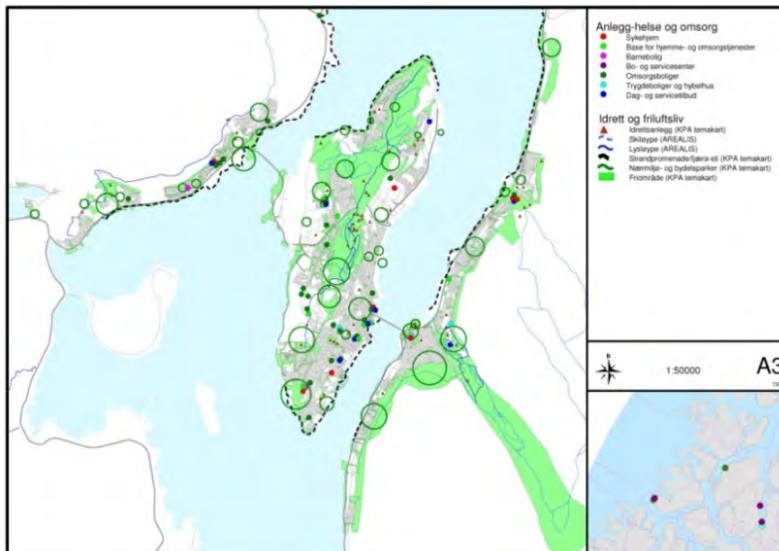 Anlegg-helse og omsorg
Sykehjem
Base for hjemme- og omsorgstjenester
Barnebolig
Bo- og servicesenter
Omsorgsboliger
Trygdeboliger og hybelhus
Dag- og servicetilbud
Idrett og friluftsliv
Idrettsanlegg (KPA temakart)
Skiløype (AREALIS)
Lysløype (AREALIS)
Strandpromenade/fjæra-sti (KPA temakart)
Nærmiljø- og bydelsparker (KPA temakart)
Friområde (KPA temakart)
1:50000
A3